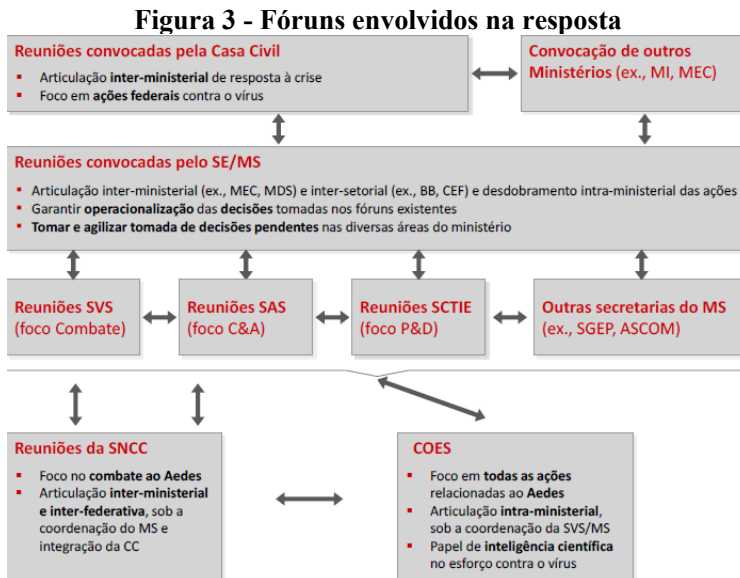 Figura 3 - Fóruns envolvidos na resposta
Reuniões convocadas pela Casa Civil
▪ Articulação inter-ministerial de resposta à crise
▪ Foco em ações federais contra o vírus
Convocação de outros
Ministérios (ex., MI, MEC)
Reuniões convocadas pelo SE/MS
▪ Articulação inter-ministerial (ex., MEC, MDS) e inter-setorial (ex., BB, CEF) e desdobramento intra-ministerial das ações
▪ Garantir operacionalização das decisões tomadas nos fóruns existentes
▪ Tomar e agilizar tomada de decisões pendentes nas diversas áreas do ministério
Reuniões SVS
(foco Combate)
Reuniões SAS
(foco C&A)
Reuniões SCTIE
(foco P&D)
Outras secretarias do MS
(ex., SGEP, ASCOM)
Reuniões da SNCC
▪ Foco no combate ao Aedes
▪ Articulação inter-ministerial
e inter-federativa, sob a
coordenação do MS e
integração da CC
COES
▪ Foco em todas as ações
relacionadas ao Aedes
▪ Articulação intra-ministerial,
sob a coordenação da SVS/MS
▪ Papel de inteligência científica
no esforço contra o vírus